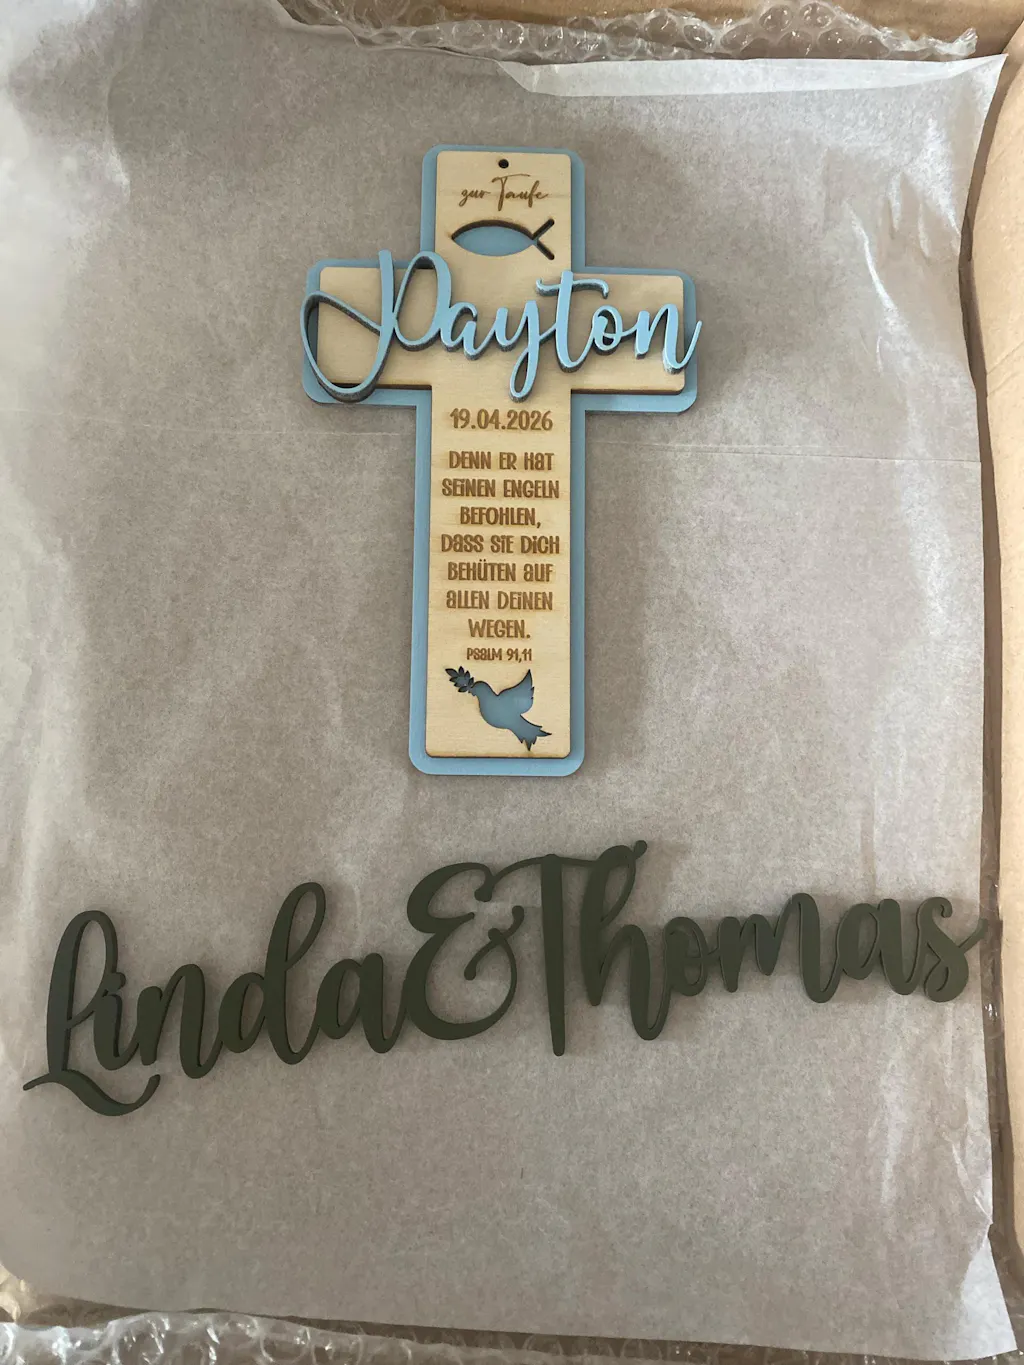 zur Taufe
Payton
19.04.2026
DENN ER HAT
SEINEN ENGELN
BEFOHLEN,
DASS SIE DICH
BEHÜTEN AUF
ALLEN DEINEN
WEGEN.
PSALM 91,11
Linda&Thomas